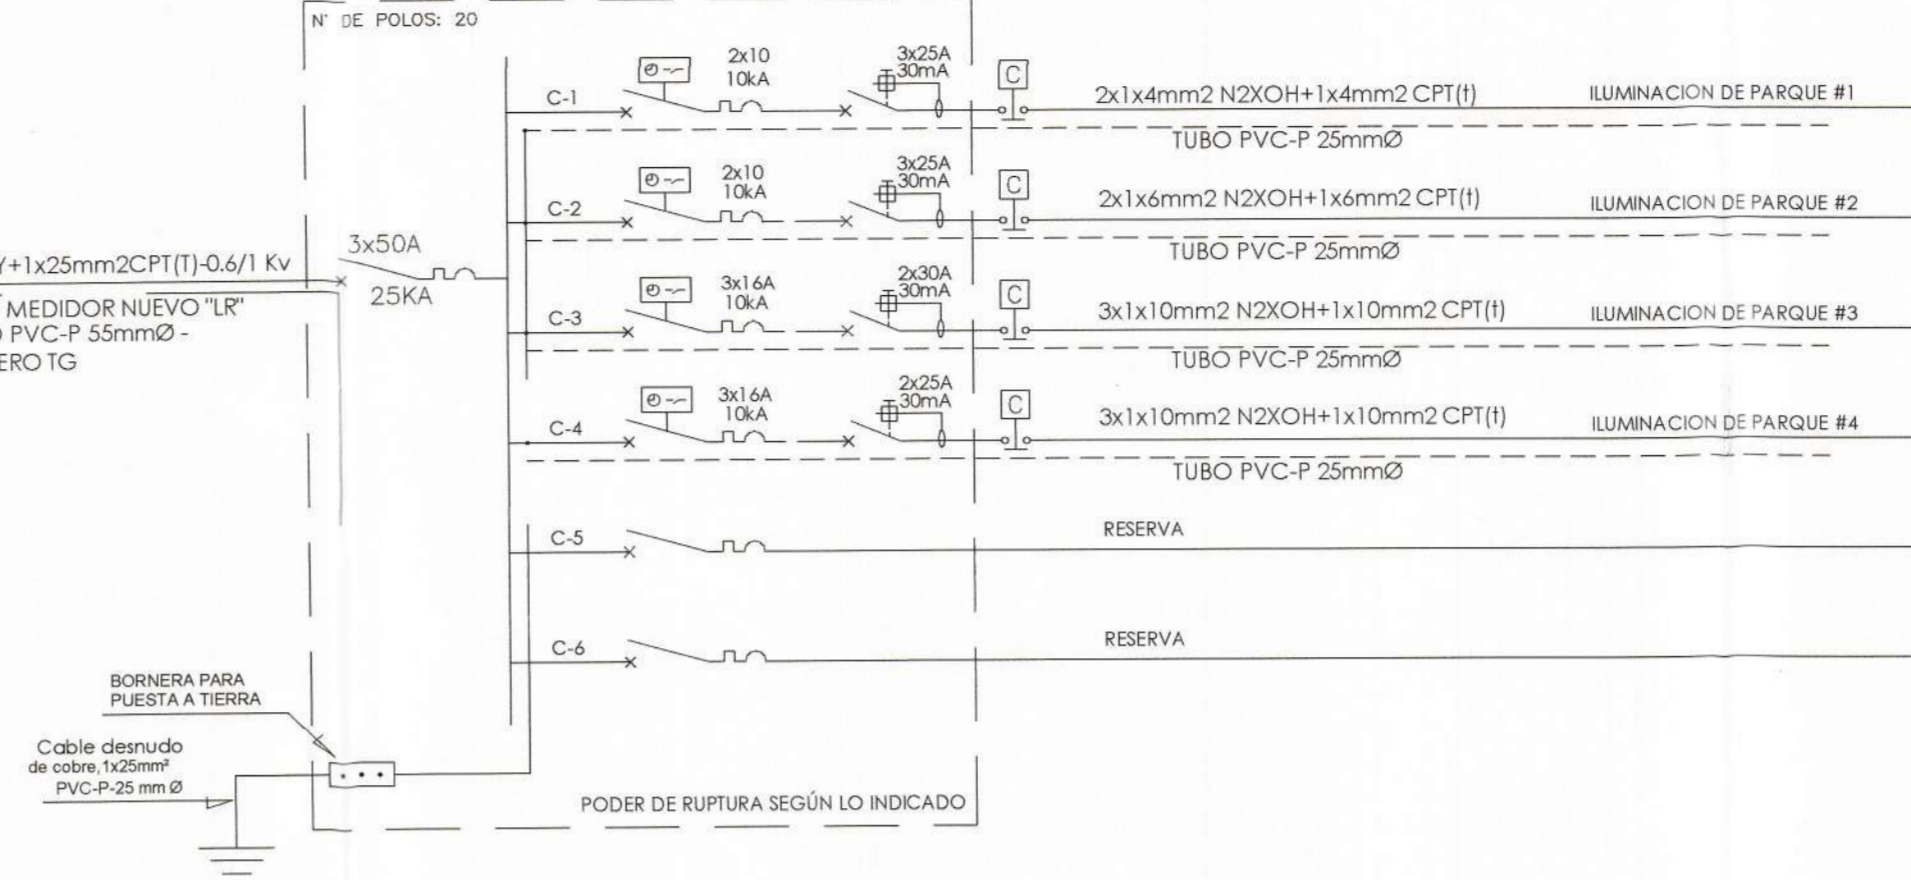 N° DE POLOS: 20
C-1
2x10
10kA
3x25A
30mA
C
2x1x4mm2 N2XOH+1x4mm2 CPT(t)
ILUMINACION DE PARQUE #1
TUBO PVC-P 25mmØ
C-2
2x10
10kA
3x25A
30mA
C
2x1x6mm2 N2XOH+1x6mm2 CPT(t)
ILUMINACION DE PARQUE #2
TUBO PVC-P 25mmØ
3x50A
25KA
Y+1x25mm2CPT(T)-0.6/1 Kv
MEDIDOR NUEVO "LR"
PVC-P 55mmØ -
ERO TG
C-3
3x16A
10kA
2x30A
30mA
C
3x1x10mm2 N2XOH+1x10mm2 CPT(t)
ILUMINACION DE PARQUE #3
TUBO PVC-P 25mmØ
C-4
3x16A
10kA
2x25A
30mA
C
3x1x10mm2 N2XOH+1x10mm2 CPT(t)
ILUMINACION DE PARQUE #4
TUBO PVC-P 25mmØ
C-5
RESERVA
C-6
RESERVA
BORNERA PARA
PUESTA A TIERRA
Cable desnudo
de cobre,1x25mm²
PVC-P-25 mm Ø
PODER DE RUPTURA SEGÚN LO INDICADO